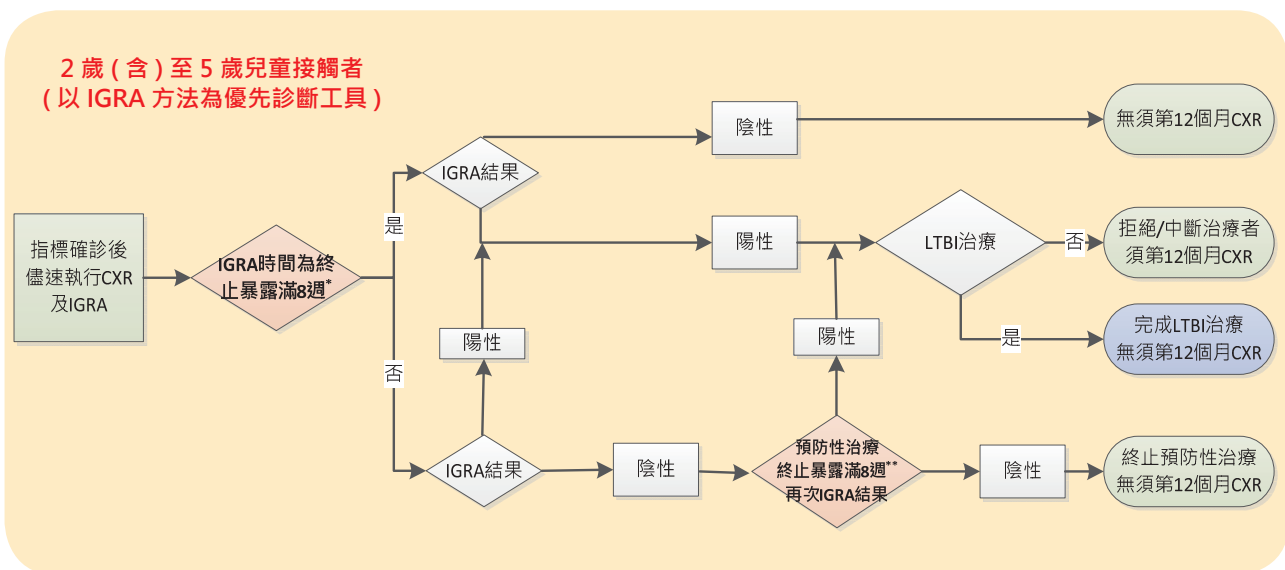 2 歲 ( 含 ) 至 5 歲兒童接觸者
( 以 IGRA 方法為優先診斷工具 )
指標確診後
儘速執行CXR
及IGRA
IGRA時間為終
止暴露滿8週*
是
否
IGRA結果
陰性
無須第12個月CXR
陽性
LTBI治療
否
拒絕/中斷治療者
須第12個月CXR
是
完成LTBI治療
無須第12個月CXR
陽性
陽性
IGRA結果
陰性
預防性治療
終止暴露滿8週**
再次IGRA結果
陰性
終止預防性治療
無須第12個月CXR